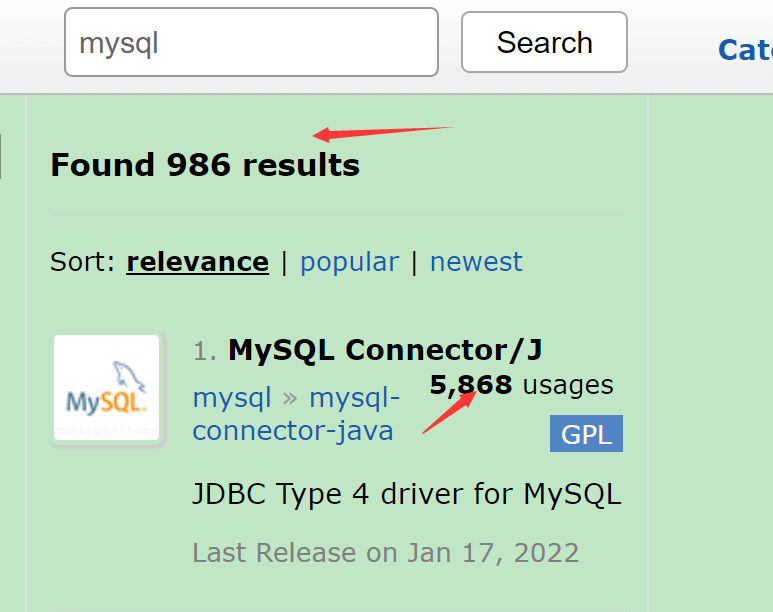 mysql
Search
Found 986 results
Sort: relevance | popular | newest
MySQL
1. MySQL Connector/J
5,868 usages
mysql » mysql-
connector-java
GPL
JDBC Type 4 driver for MySQL
Last Release on Jan 17, 2022